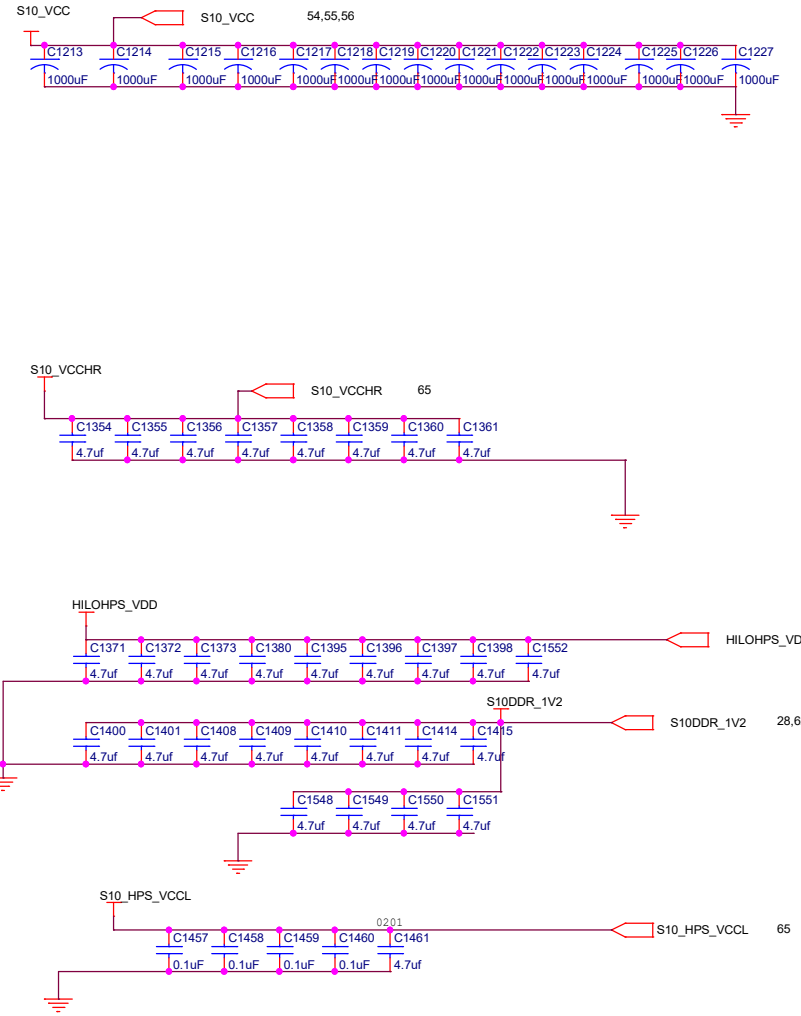 S10_VCC
S10_VCC 54,55,56
C1213 C1214 C1215 C1216 C1217 C1218 C1219 C1220 C1221 C1222 C1223 C1224 C1225 C1226 C1227
1000uF 1000uF 1000uF 1000uF 1000uF 1000uF 1000uF 1000uF 1000uF 1000uF 1000uF 1000uF 1000uF 1000uF 1000uF
S10_VCCHR
S10_VCCHR 65
C1354 C1355 C1356 C1357 C1358 C1359 C1360 C1361
4.7uf 4.7uf 4.7uf 4.7uf 4.7uf 4.7uf 4.7uf 4.7uf
HILOHPS_VDD
HILOHPS_VD
C1371 C1372 C1373 C1380 C1395 C1396 C1397 C1398 C1552
4.7uf 4.7uf 4.7uf 4.7uf 4.7uf 4.7uf 4.7uf 4.7uf 4.7uf
S10DDR_1V2
S10DDR_1V2 28,6
C1400 C1401 C1408 C1409 C1410 C1411 C1414 C1415
4.7uf 4.7uf 4.7uf 4.7uf 4.7uf 4.7uf 4.7uf 4.7uf
C1548 C1549 C1550 C1551
4.7uf 4.7uf 4.7uf 4.7uf
S10_HPS_VCCL
0201
S10_HPS_VCCL 65
C1457 C1458 C1459 C1460 C1461
0.1uF 0.1uF 0.1uF 0.1uF 4.7uf